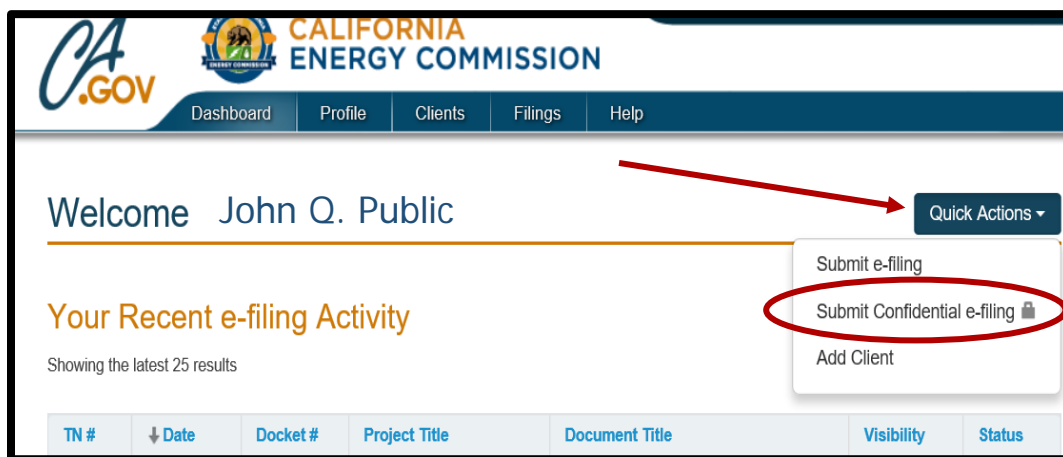 CA
.GOV
CALIFORNIA
ENERGY COMMISSION
ENERGY COMMISSION
Dashboard Profile Clients Filings Help
Welcome John Q. Public
Quick Actions
Submit e-filing
Submit Confidential e-filing
Add Client
Your Recent e-filing Activity
Showing the latest 25 results
TN # Date Docket # Project Title Document Title Visibility Status